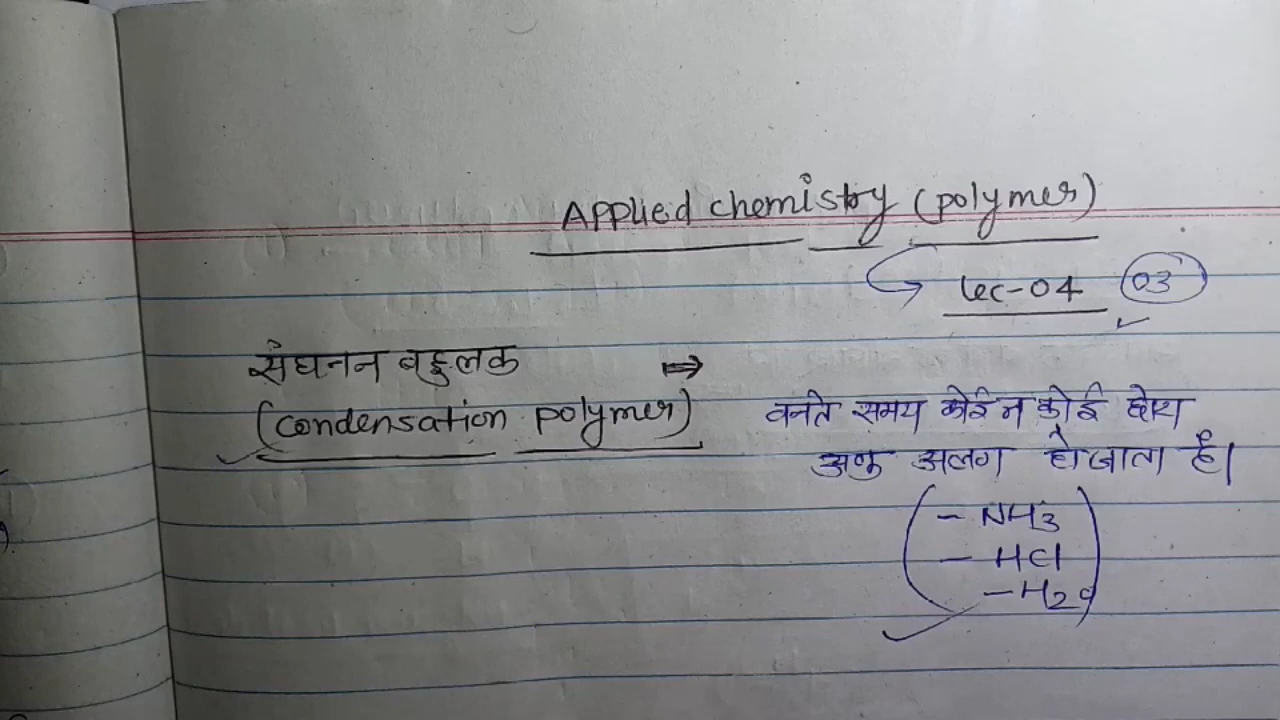 Applied chemistry (polymer)
Lec-04 03
संघनन बहुलक ⇒
(condensation polymer) बनते समय कोई न कोई छोटा
अणु अलग हो जाता है।
- NH3
- HCl
- H2O